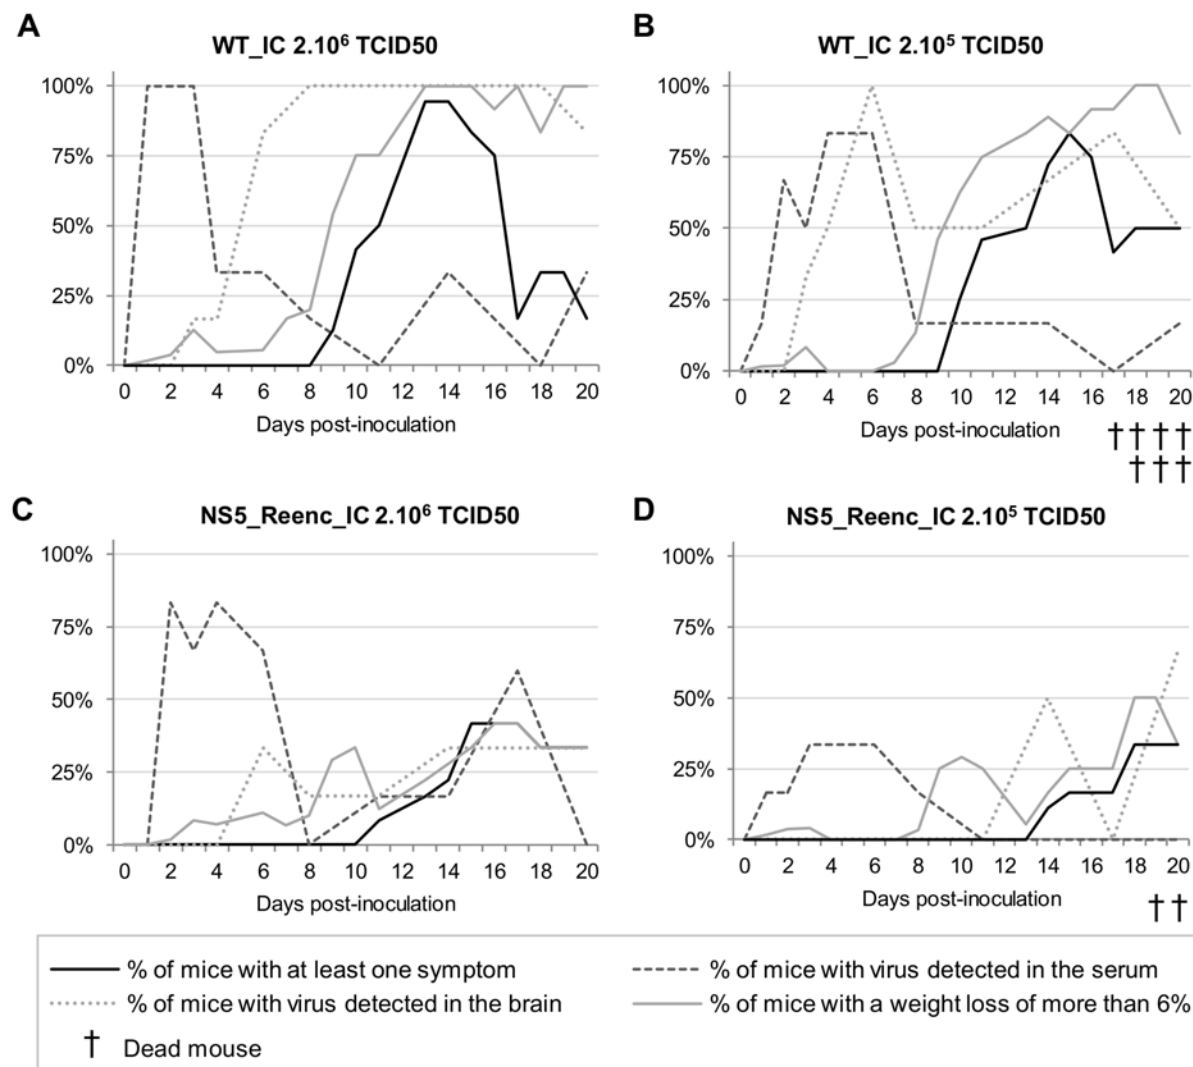 A
WT_IC 2.10⁶ TCID50
100%
75%
50%
25%
0%
0 2 4 6 8 10 12 14 16 18 20
Days post-inoculation
B
WT_IC 2.10⁵ TCID50
100%
75%
50%
25%
0%
0 2 4 6 8 10 12 14 16 18 20
Days post-inoculation
† † † †
† † †
C
NS5_Reenc_IC 2.10⁶ TCID50
100%
75%
50%
25%
0%
0 2 4 6 8 10 12 14 16 18 20
Days post-inoculation
D
NS5_Reenc_IC 2.10⁵ TCID50
100%
75%
50%
25%
0%
0 2 4 6 8 10 12 14 16 18 20
Days post-inoculation
† †
% of mice with at least one symptom
% of mice with virus detected in the serum
% of mice with virus detected in the brain
% of mice with a weight loss of more than 6%
† Dead mouse